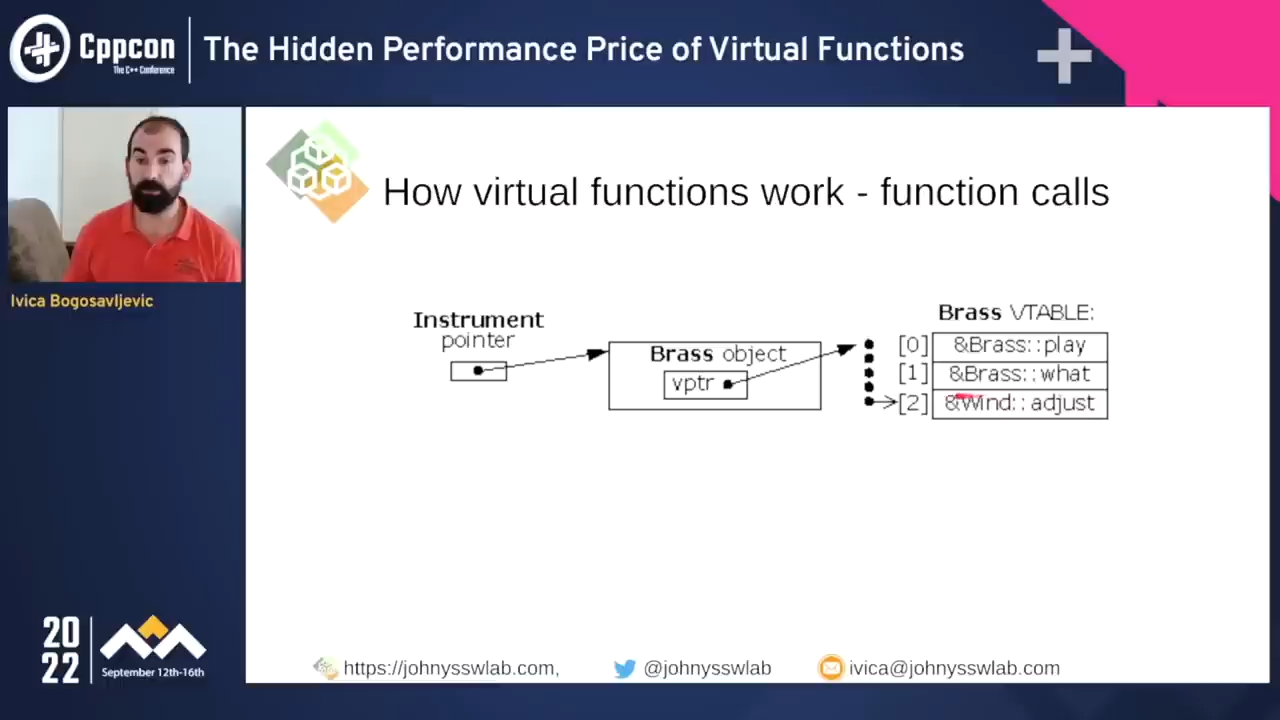 Cppcon
The C++ Conference
The Hidden Performance Price of Virtual Functions
Ivica Bogosavljevic
How virtual functions work - function calls
Instrument
pointer
Brass object
vptr
Brass VTABLE:
[0] &Brass::play
[1] &Brass::what
[2] &Wind::adjust
20
22
September 12th-16th
https://johnysswlab.com,
@johnysswlab
ivica@johnysswlab.com